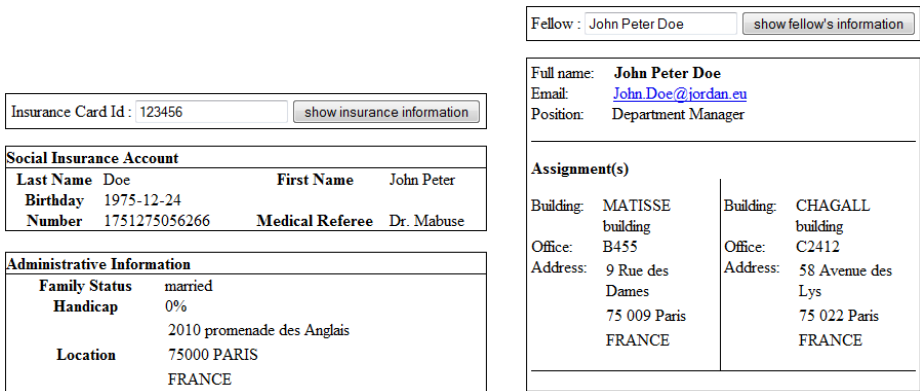 Insurance Card Id : 123456 show insurance information
Social Insurance Account
Last Name Doe First Name John Peter
Birthday 1975-12-24
Number 1751275056266 Medical Referee Dr. Mabuse
Administrative Information
Family Status married
Handicap 0%
2010 promenade des Anglais
Location 75000 PARIS
FRANCE
Fellow : John Peter Doe show fellow's information
Full name: John Peter Doe
Email: John.Doe@jordan.eu
Position: Department Manager
Assignment(s)
Building: MATISSE
building
Office: B455
Address: 9 Rue des
Dames
75 009 Paris
FRANCE
Building: CHAGALL
building
Office: C2412
Address: 58 Avenue des
Lys
75 022 Paris
FRANCE